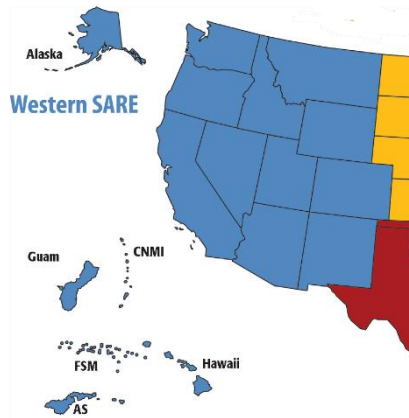 Alaska
Western SARE
Guam
CNMI
FSM
Hawaii
AS